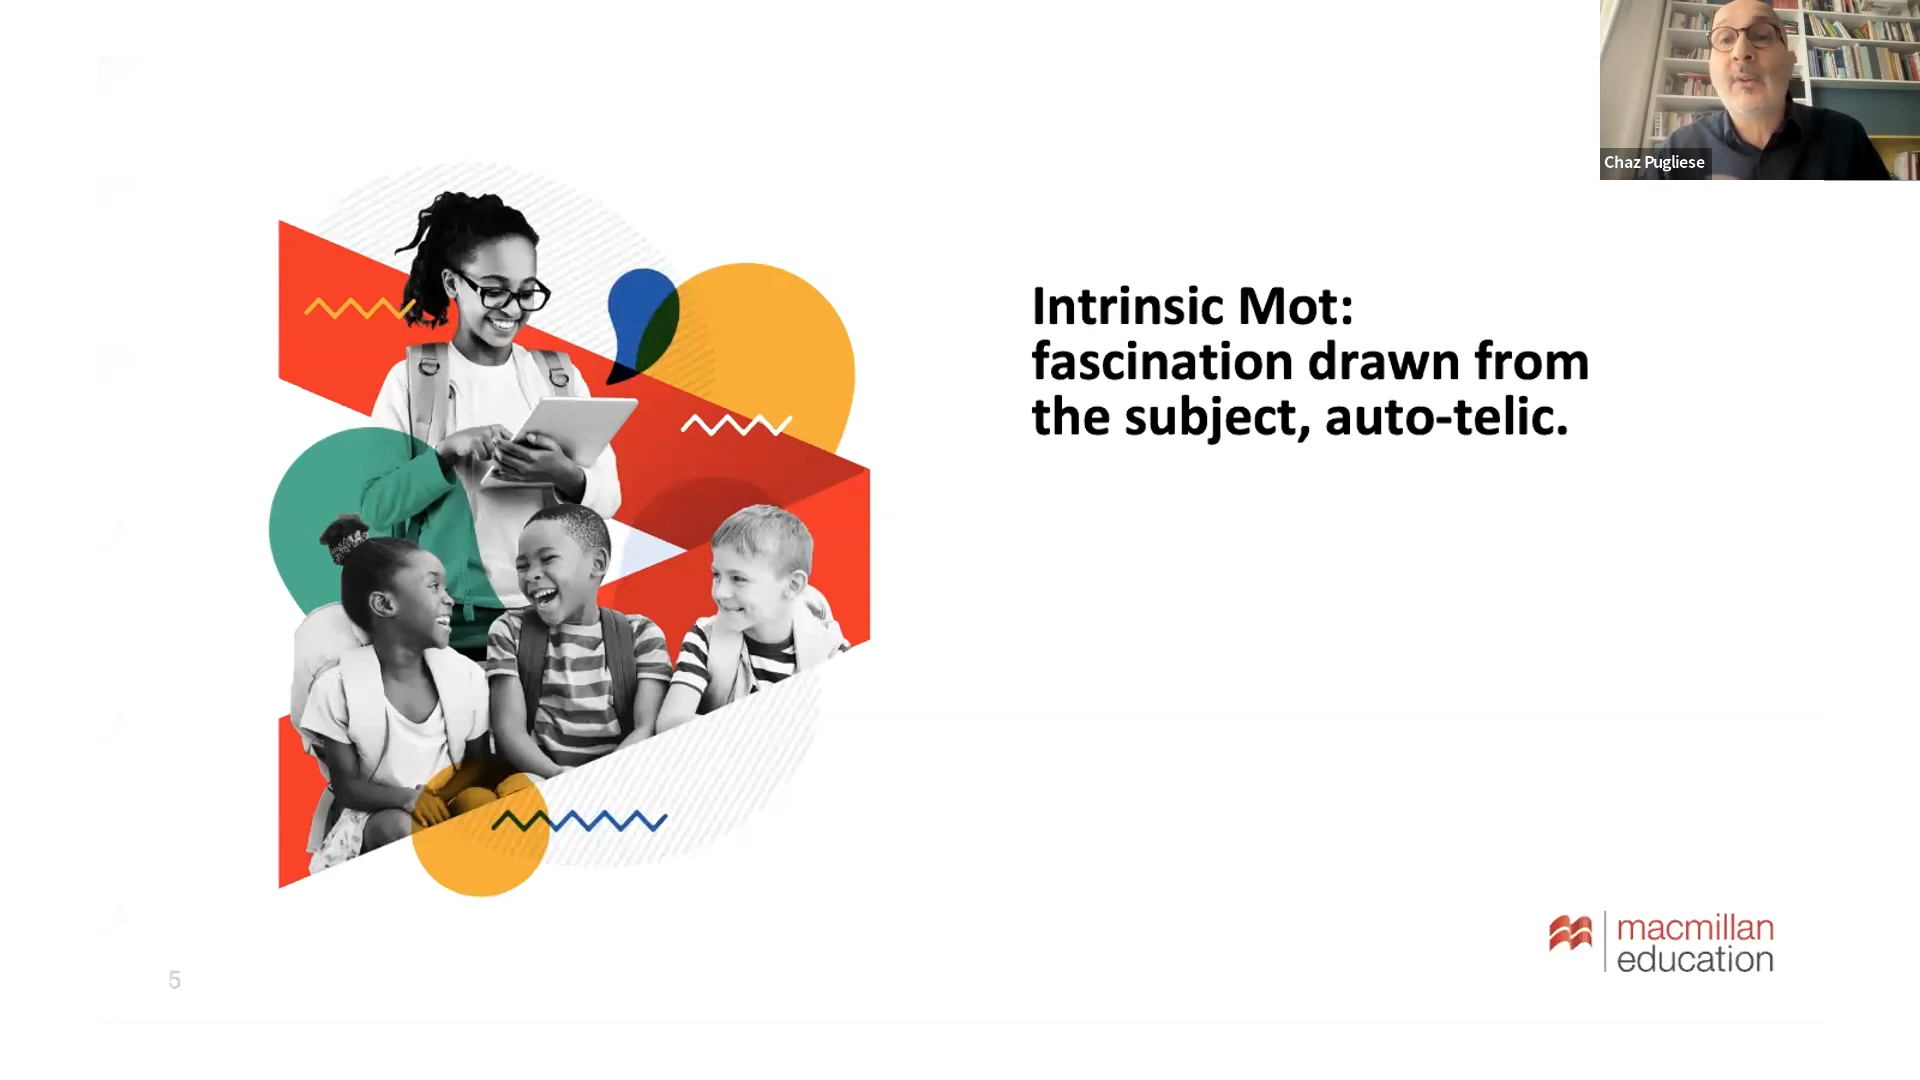 Chaz Pugliese
Intrinsic Mot:
fascination drawn from
the subject, auto-telic.
macmillan
education
5